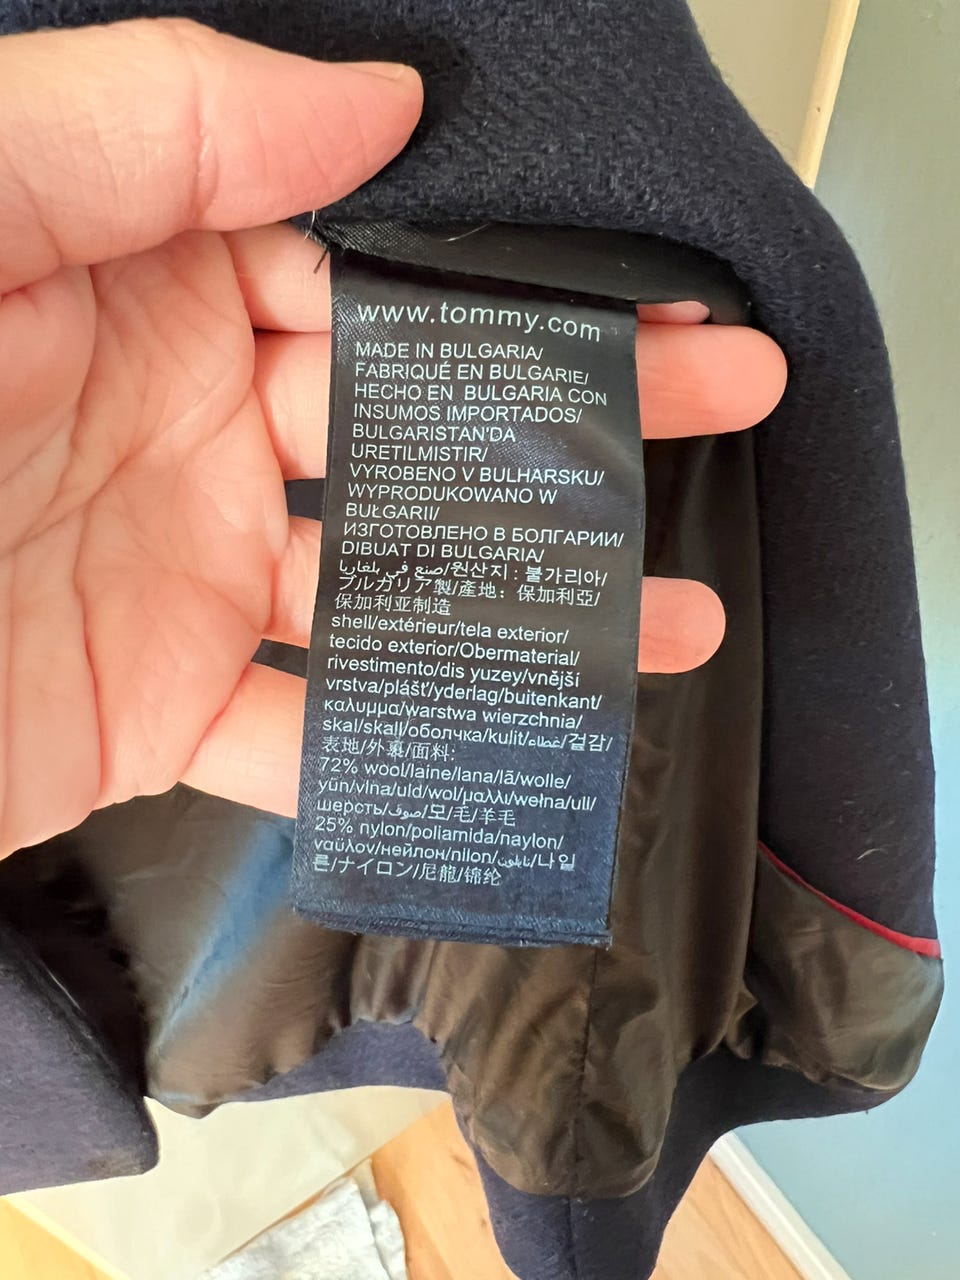 www.tommy.com
MADE IN BULGARIA/
FABRIQUÉ EN BULGARIE/
HECHO EN BULGARIA CON
INSUMOS IMPORTADOS/
BULGARISTAN'DA
URETILMISTIR/
VYROBENO V BULHARSKU/
WYPRODUKOWANO W
BUŁGARII/
ИЗГОТОВЛЕНО В БОЛГАРИИ/
DIBUAT DI BULGARIA/
صنع في بلغاريا/원산지 : 불가리아/
ブルガリア製/產地：保加利亞/
保加利亚制造
shell/extérieur/tela exterior/
tecido exterior/Obermaterial/
rivestimento/dis yuzey/vnější
vrstva/plášť/yderlag/buitenkant/
καλυμμα/warstwa wierzchnia/
skal/skall/оболчка/kulit/غطاء/겉감/
表地/外裏/面料:
72% wool/laine/lana/lã/wolle/
yün/vlna/uld/wol/μαλλι/wełna/ull/
шерсть/صوف/모/毛/羊毛
25% nylon/poliamida/naylon/
ναϋλον/нейлон/nilon/نايلون/나일
론/ナイロン/尼龍/锦纶